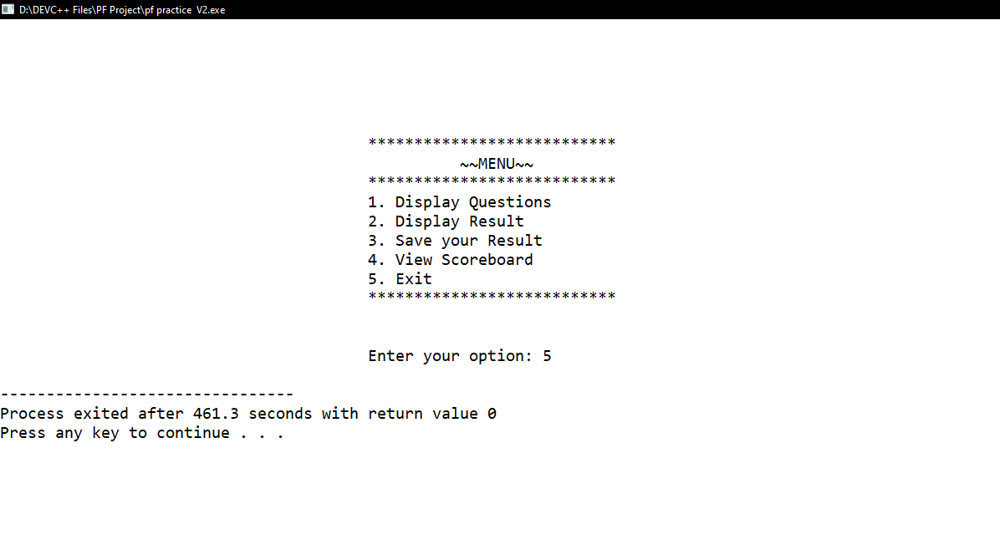 D:\DEVC++ Files\PF Project\pf practice  V2.exe
***************************
~~MENU~~
***************************
1. Display Questions
2. Display Result
3. Save your Result
4. View Scoreboard
5. Exit
***************************
Enter your option: 5
--------------------------------
Process exited after 461.3 seconds with return value 0
Press any key to continue . . .